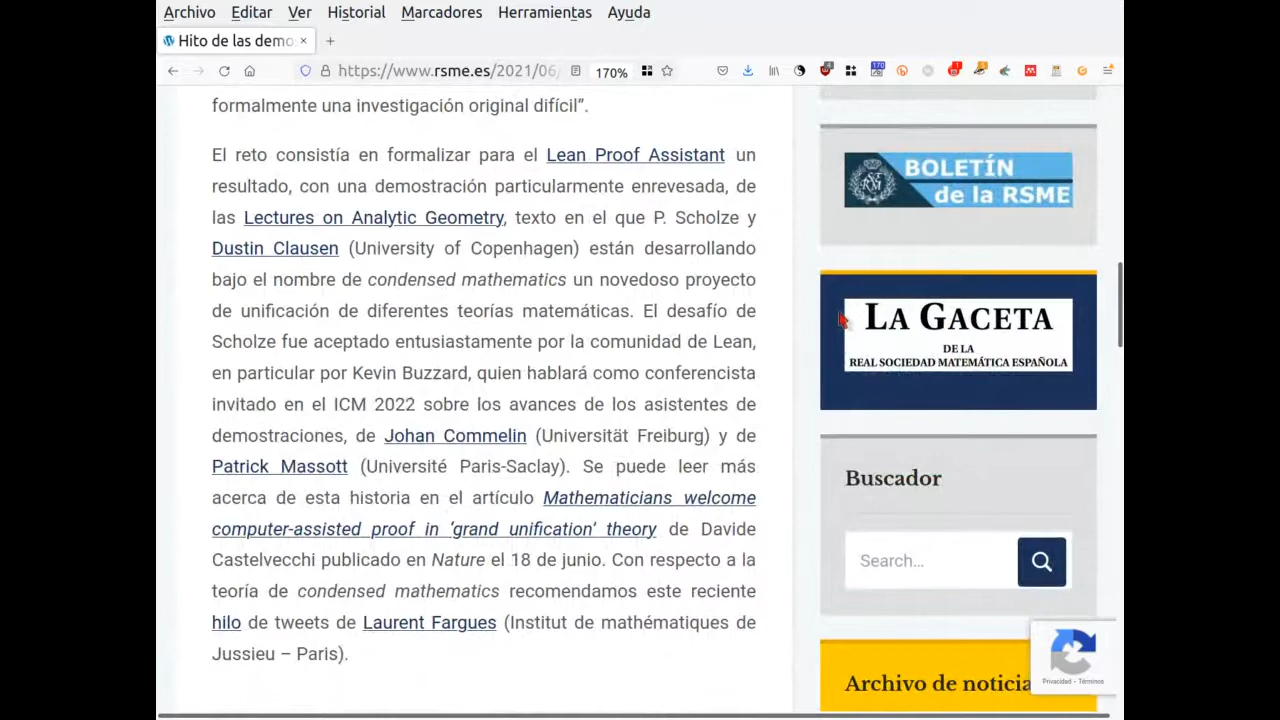 Archivo Editar Ver Historial Marcadores Herramientas Ayuda
Hito de las demo
https://www.rsme.es/2021/06/
170%
170
formalmente una investigación original difícil”.
El reto consistía en formalizar para el Lean Proof Assistant un
resultado, con una demostración particularmente enrevesada, de
las Lectures on Analytic Geometry, texto en el que P. Scholze y
Dustin Clausen (University of Copenhagen) están desarrollando
bajo el nombre de condensed mathematics un novedoso proyecto
de unificación de diferentes teorías matemáticas. El desafío de
Scholze fue aceptado entusiastamente por la comunidad de Lean,
en particular por Kevin Buzzard, quien hablará como conferencista
invitado en el ICM 2022 sobre los avances de los asistentes de
demostraciones, de Johan Commelin (Universität Freiburg) y de
Patrick Massott (Université Paris-Saclay). Se puede leer más
acerca de esta historia en el artículo Mathematicians welcome
computer-assisted proof in ‘grand unification’ theory de Davide
Castelvecchi publicado en Nature el 18 de junio. Con respecto a la
teoría de condensed mathematics recomendamos este reciente
hilo de tweets de Laurent Fargues (Institut de mathématiques de
Jussieu – Paris).
BOLETÍN
de la RSME
LA GACETA
DE LA
REAL SOCIEDAD MATEMÁTICA ESPAÑOLA
Buscador
Search...
Archivo de noticia
Privacidad - Términos